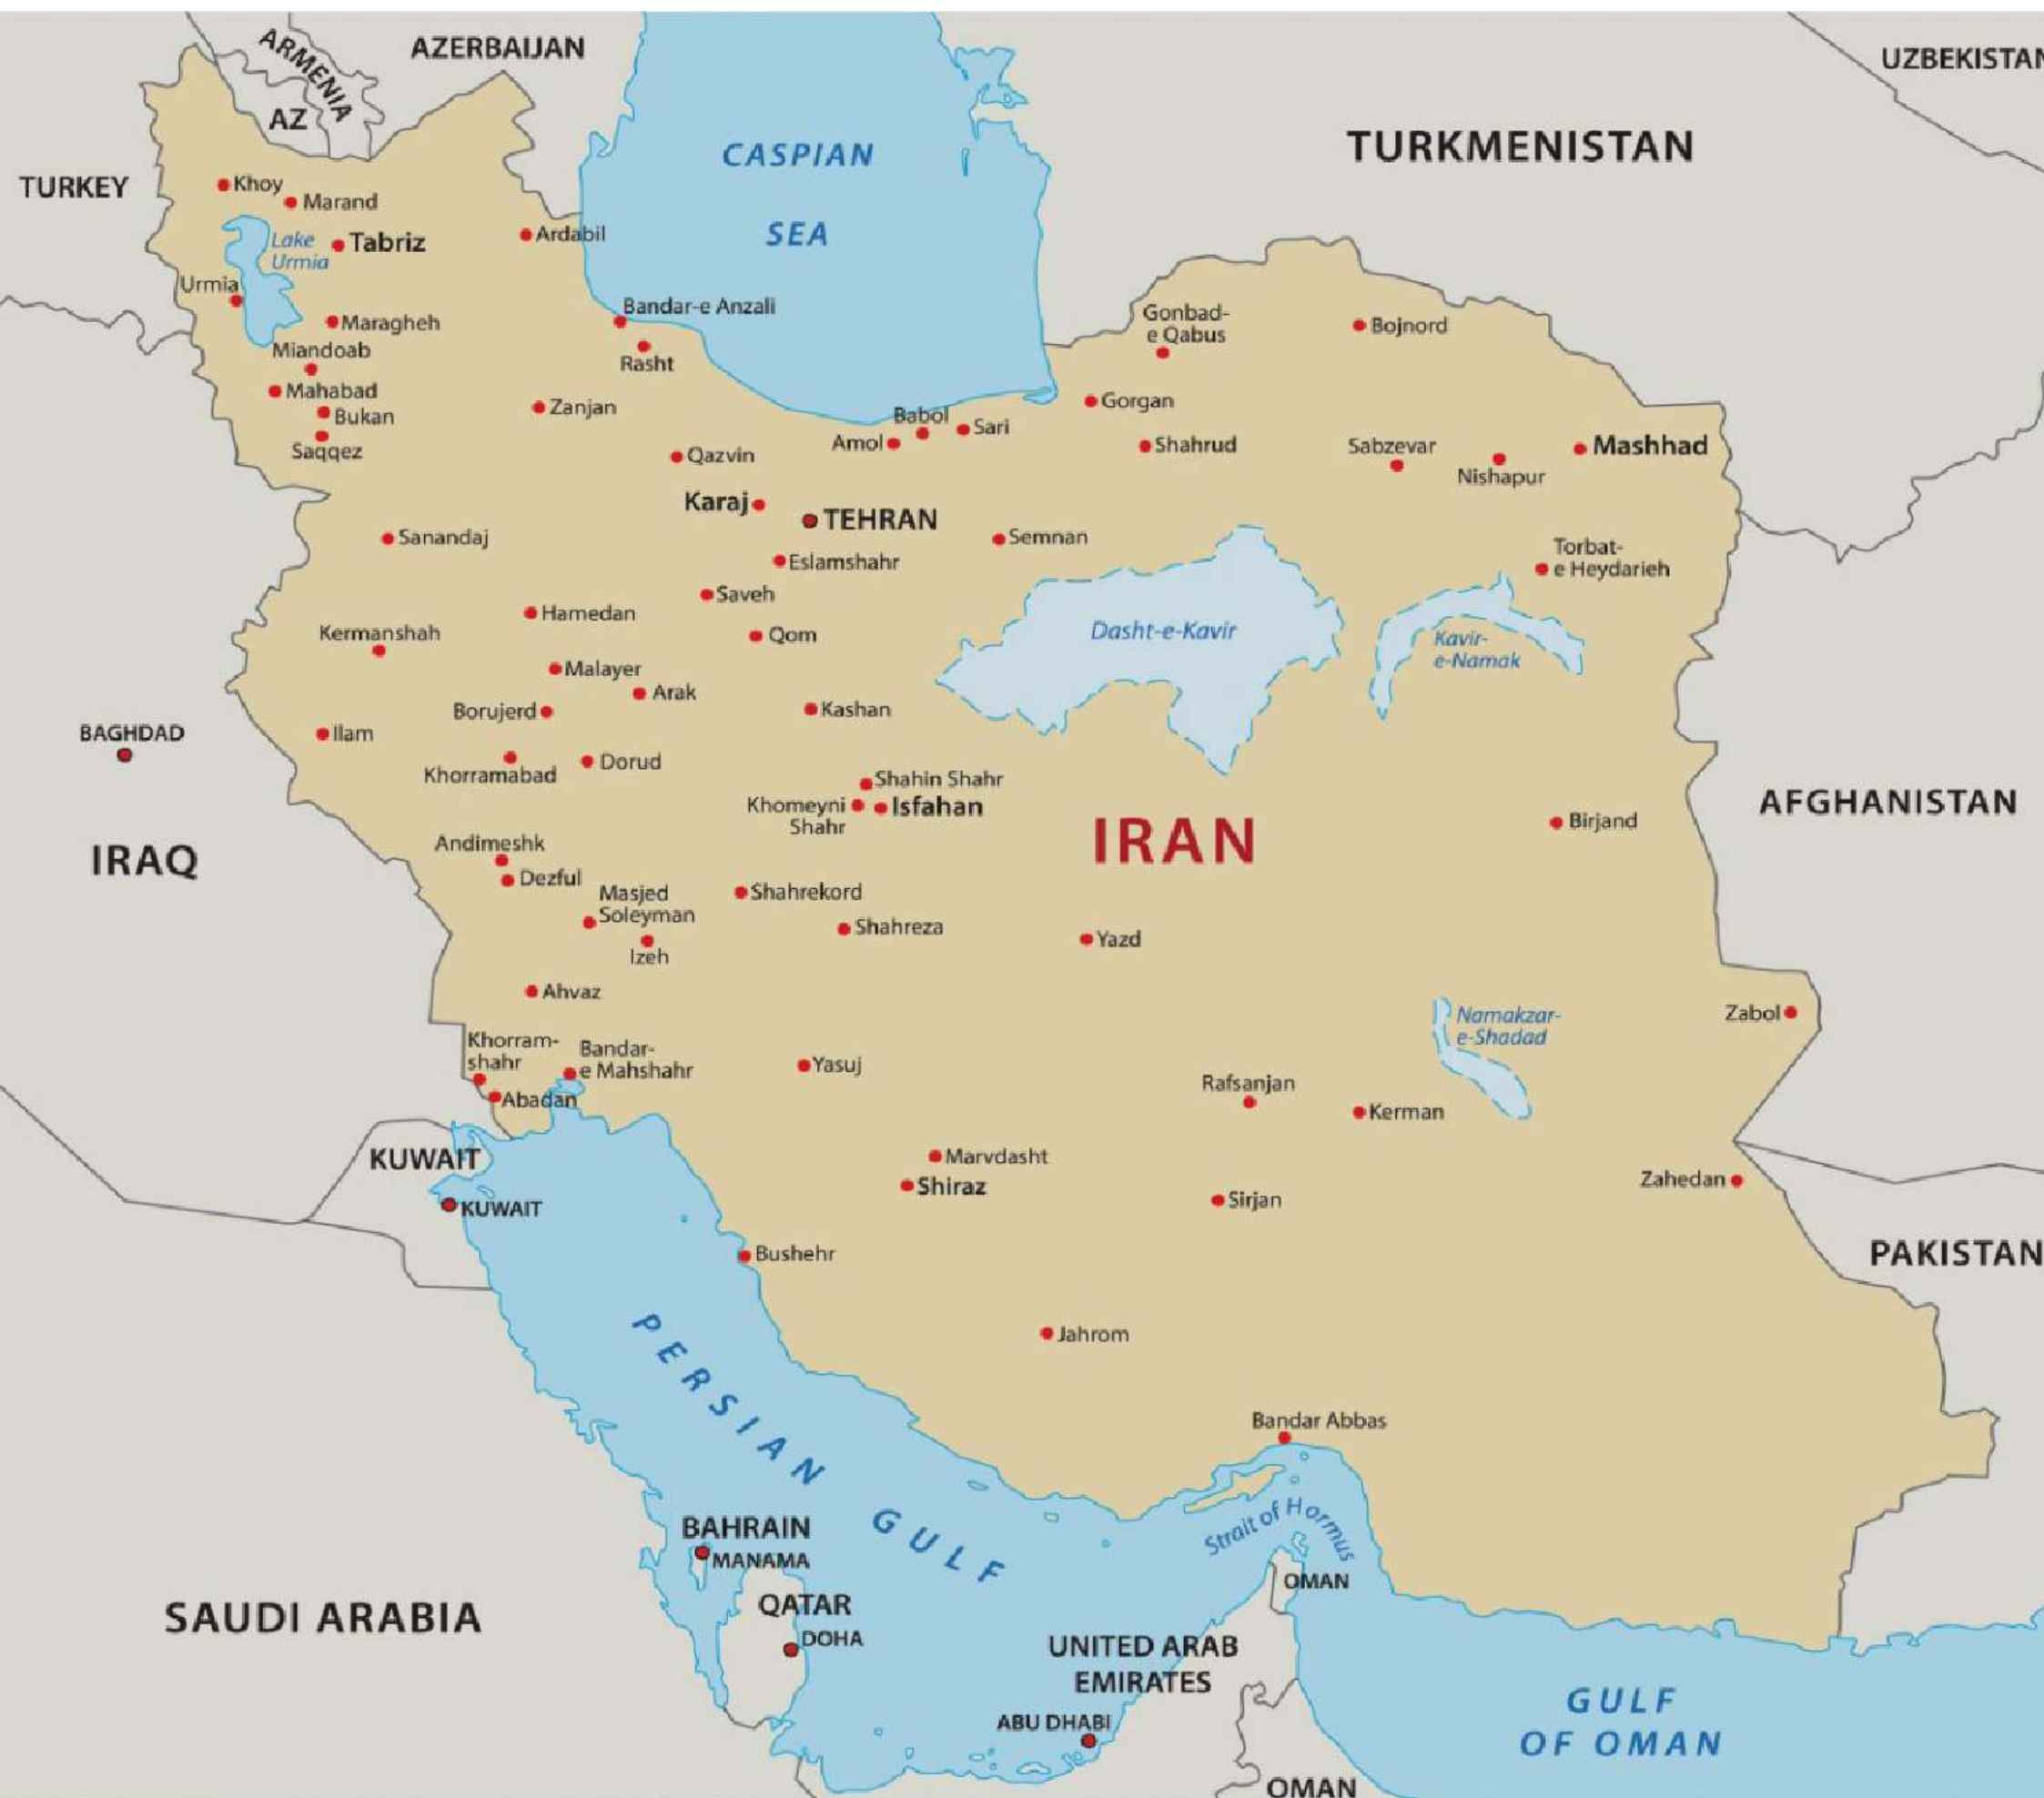 ARMENIA
AZERBAIJAN
UZBEKISTAN
AZ
CASPIAN
SEA
TURKMENISTAN
TURKEY
Khoy
Marand
Lake
Urmia
Tabriz
Ardabil
Urmia
Maragheh
Miandoab
Mahabad
Bukan
Saqqez
Bandar-e Anzali
Rasht
Zanjan
Gonbad-
e Qabus
Bojnord
Gorgan
Babol
Sari
Amol
Shahrud
Sabzevar
Nishapur
Mashhad
Qazvin
Karaj
TEHRAN
Sanandaj
Semnan
Eslamshahr
Torbat-
e Heydarieh
Saveh
Hamedan
Kermanshah
Qom
Dasht-e-Kavir
Kavir-
e-Namak
Malayer
Arak
Borujerd
Kashan
BAGHDAD
Ilam
Khorramabad
Dorud
Shahin Shahr
Khomeyni
Shahr
Isfahan
IRAN
Birjand
AFGHANISTAN
IRAQ
Andimeshk
Dezful
Masjed
Soleyman
Izeh
Shahrekord
Shahreza
Yazd
Ahvaz
Namakzar-
e-Shadad
Zabol
Khorram-
shahr
Bandar-
e Mahshahr
Abadan
Yasuj
Rafsanjan
Kerman
KUWAIT
KUWAIT
Marvdasht
Shiraz
Sirjan
Zahedan
Bushehr
PAKISTAN
Jahrom
PERSIAN GULF
Bandar Abbas
Strait of Hormus
BAHRAIN
MANAMA
QATAR
DOHA
OMAN
SAUDI ARABIA
UNITED ARAB
EMIRATES
ABU DHABI
GULF
OF OMAN
OMAN